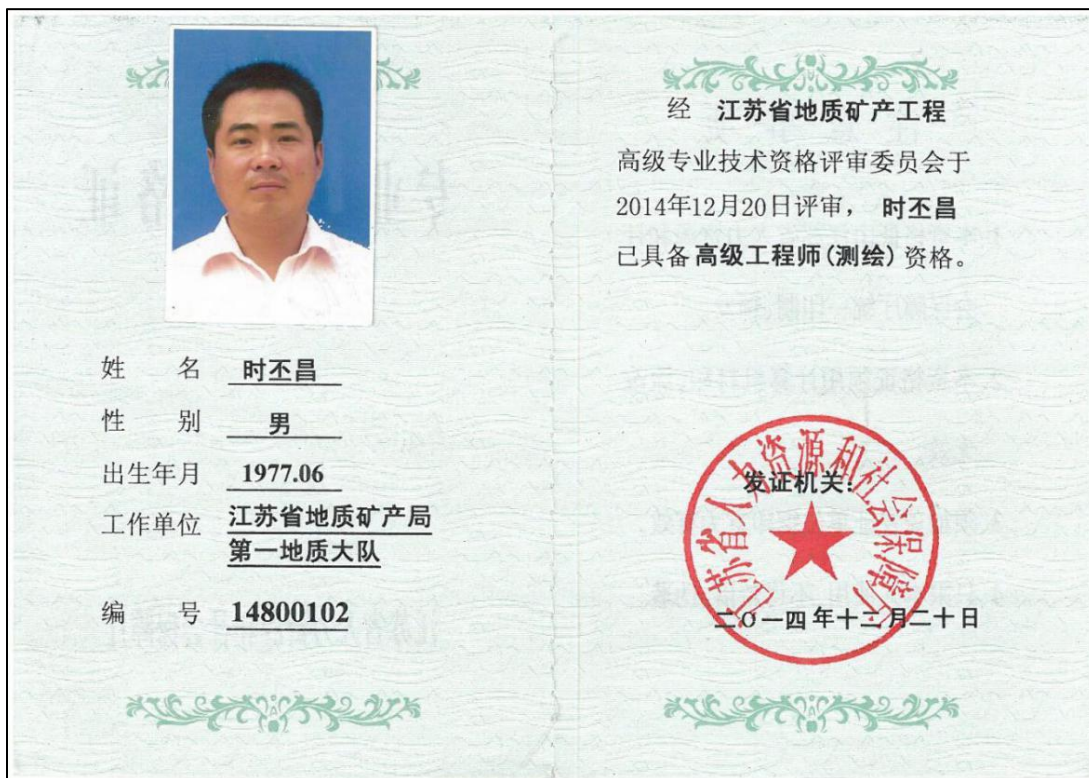 姓 名 时丕昌
性 别 男
出生年月 1977.06
工作单位 江苏省地质矿产局
第一地质大队
编 号 14800102
经 江苏省地质矿产工程
高级专业技术资格评审委员会于
2014年12月20日评审，时丕昌
已具备高级工程师(测绘)资格。
江苏省人力资源和社会保障厅
发证机关：
二〇一四年十二月二十日